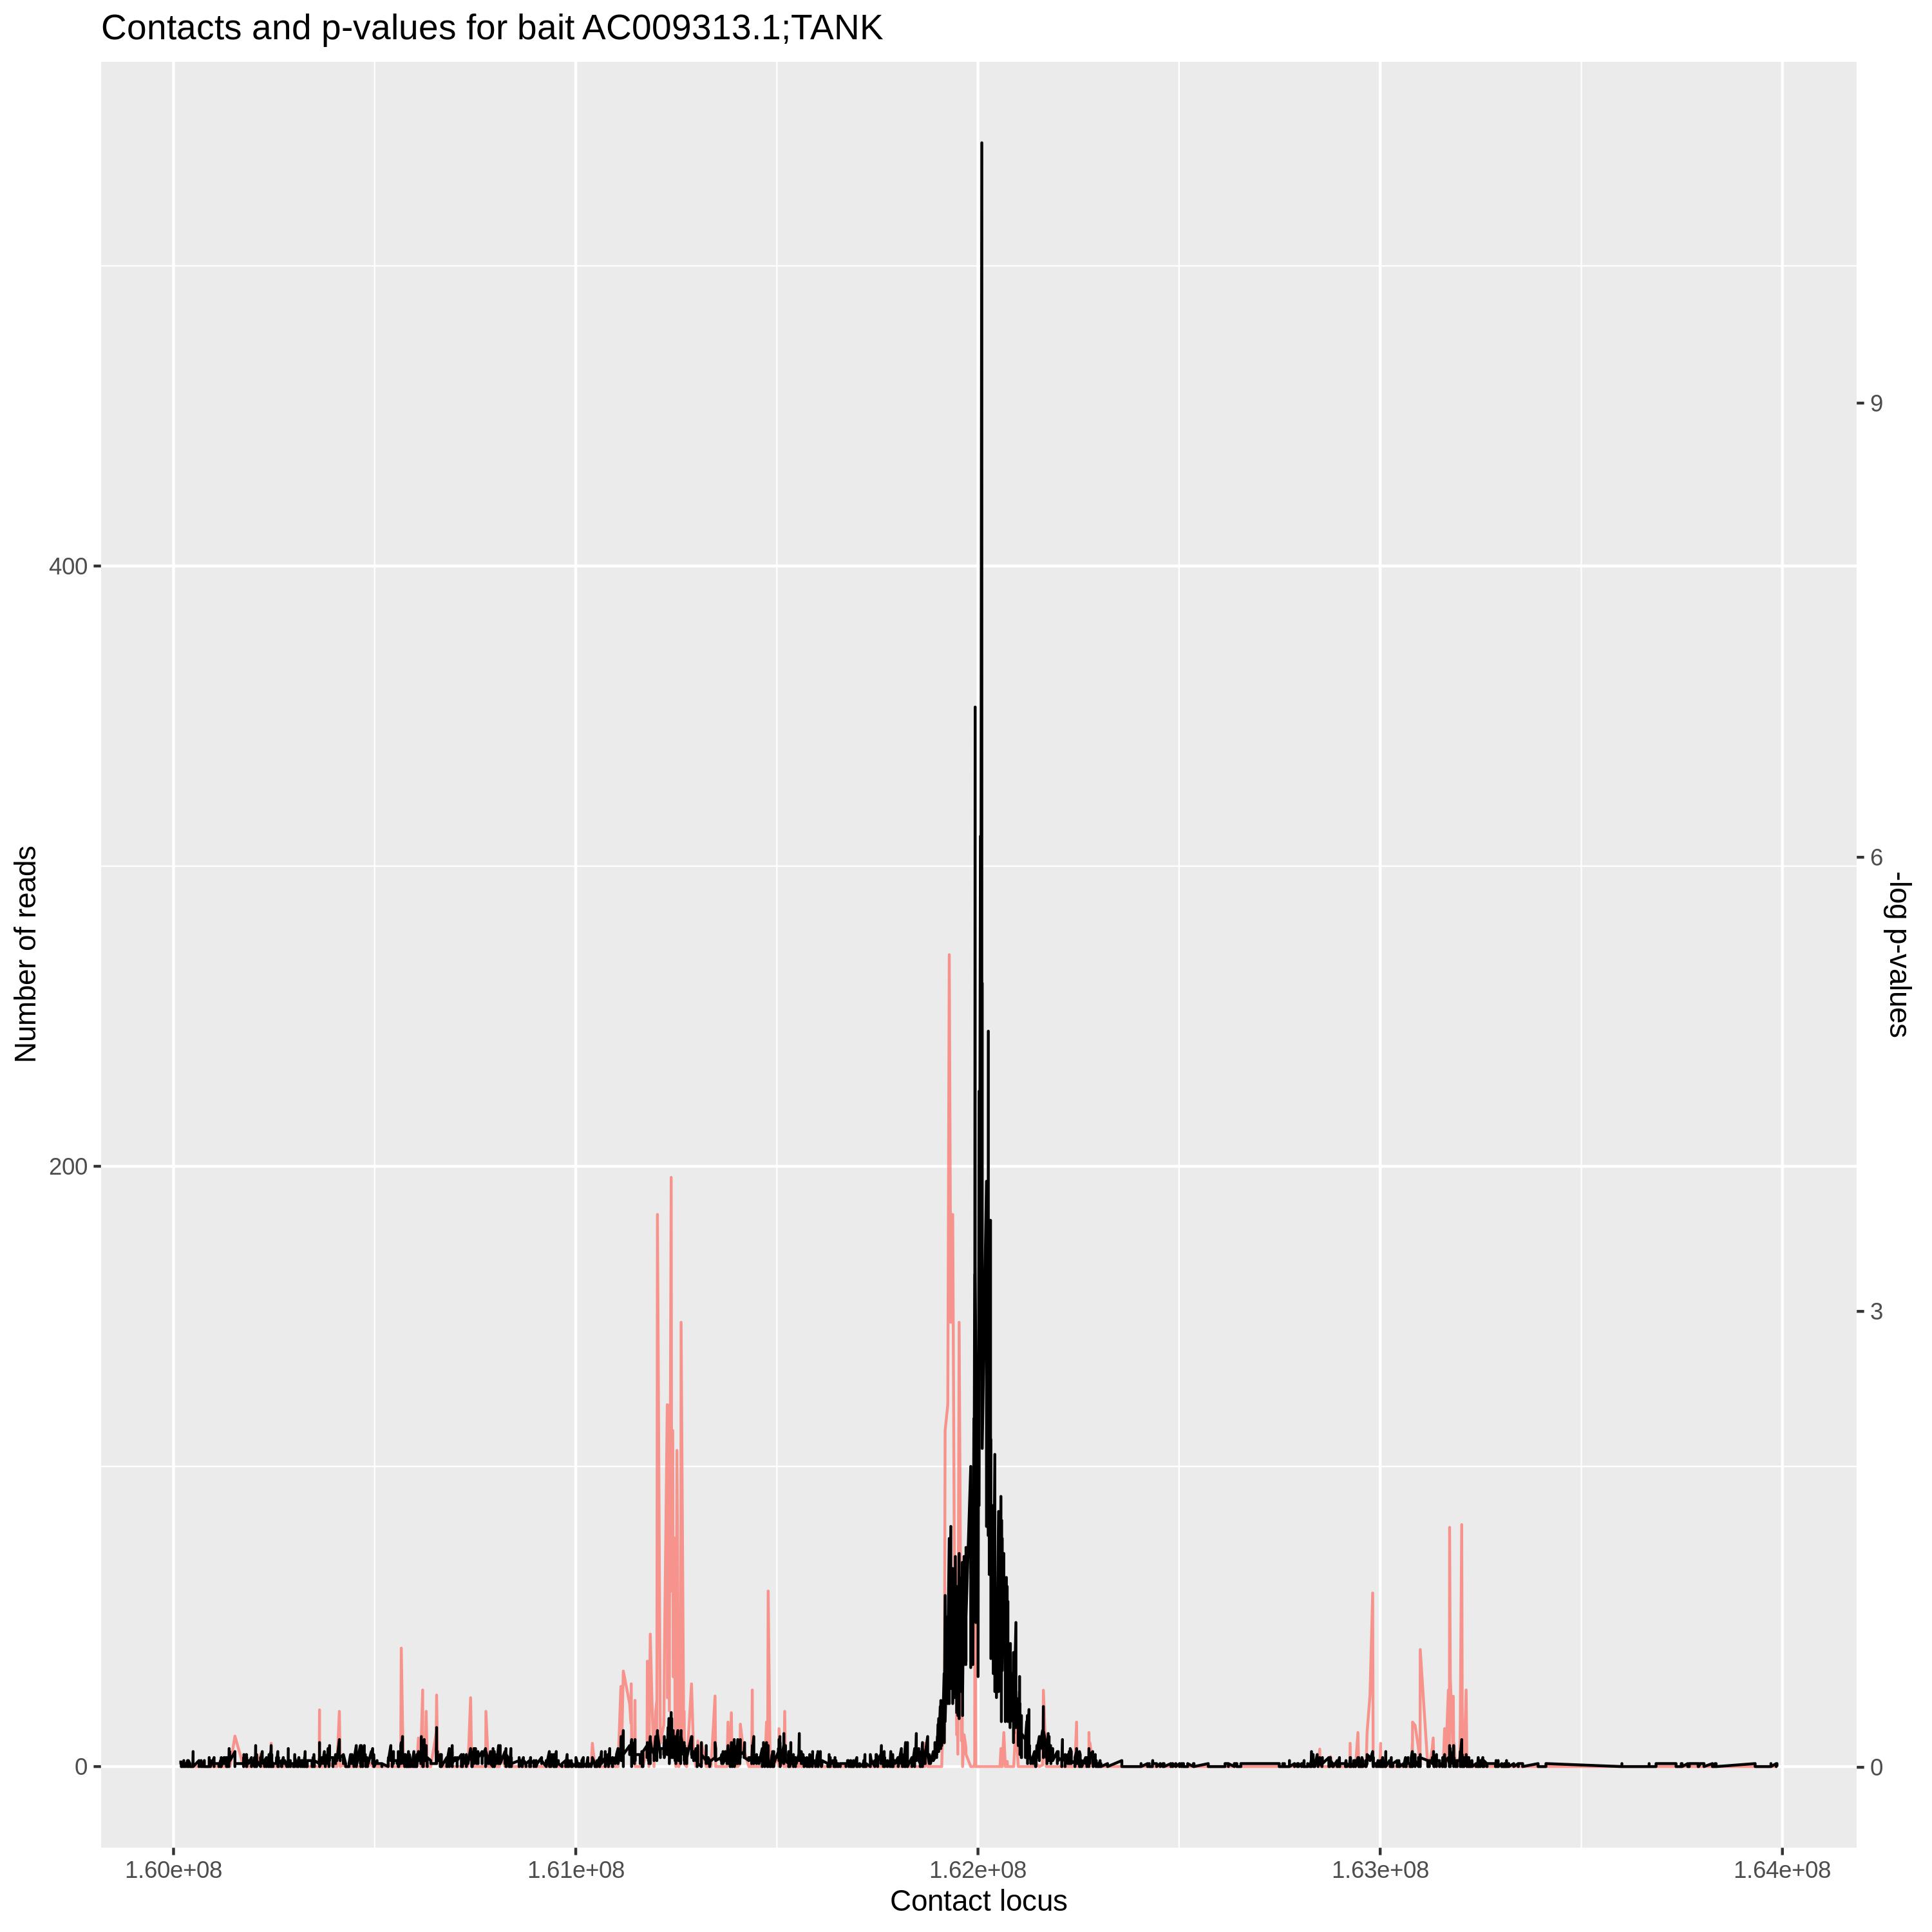 Contacts and p-values for bait AC009313.1;TANK
9
400
6
Number of reads
-log p-values
200
3
0
0
1.60e+08
1.61e+08
1.62e+08
1.63e+08
1.64e+08
Contact locus